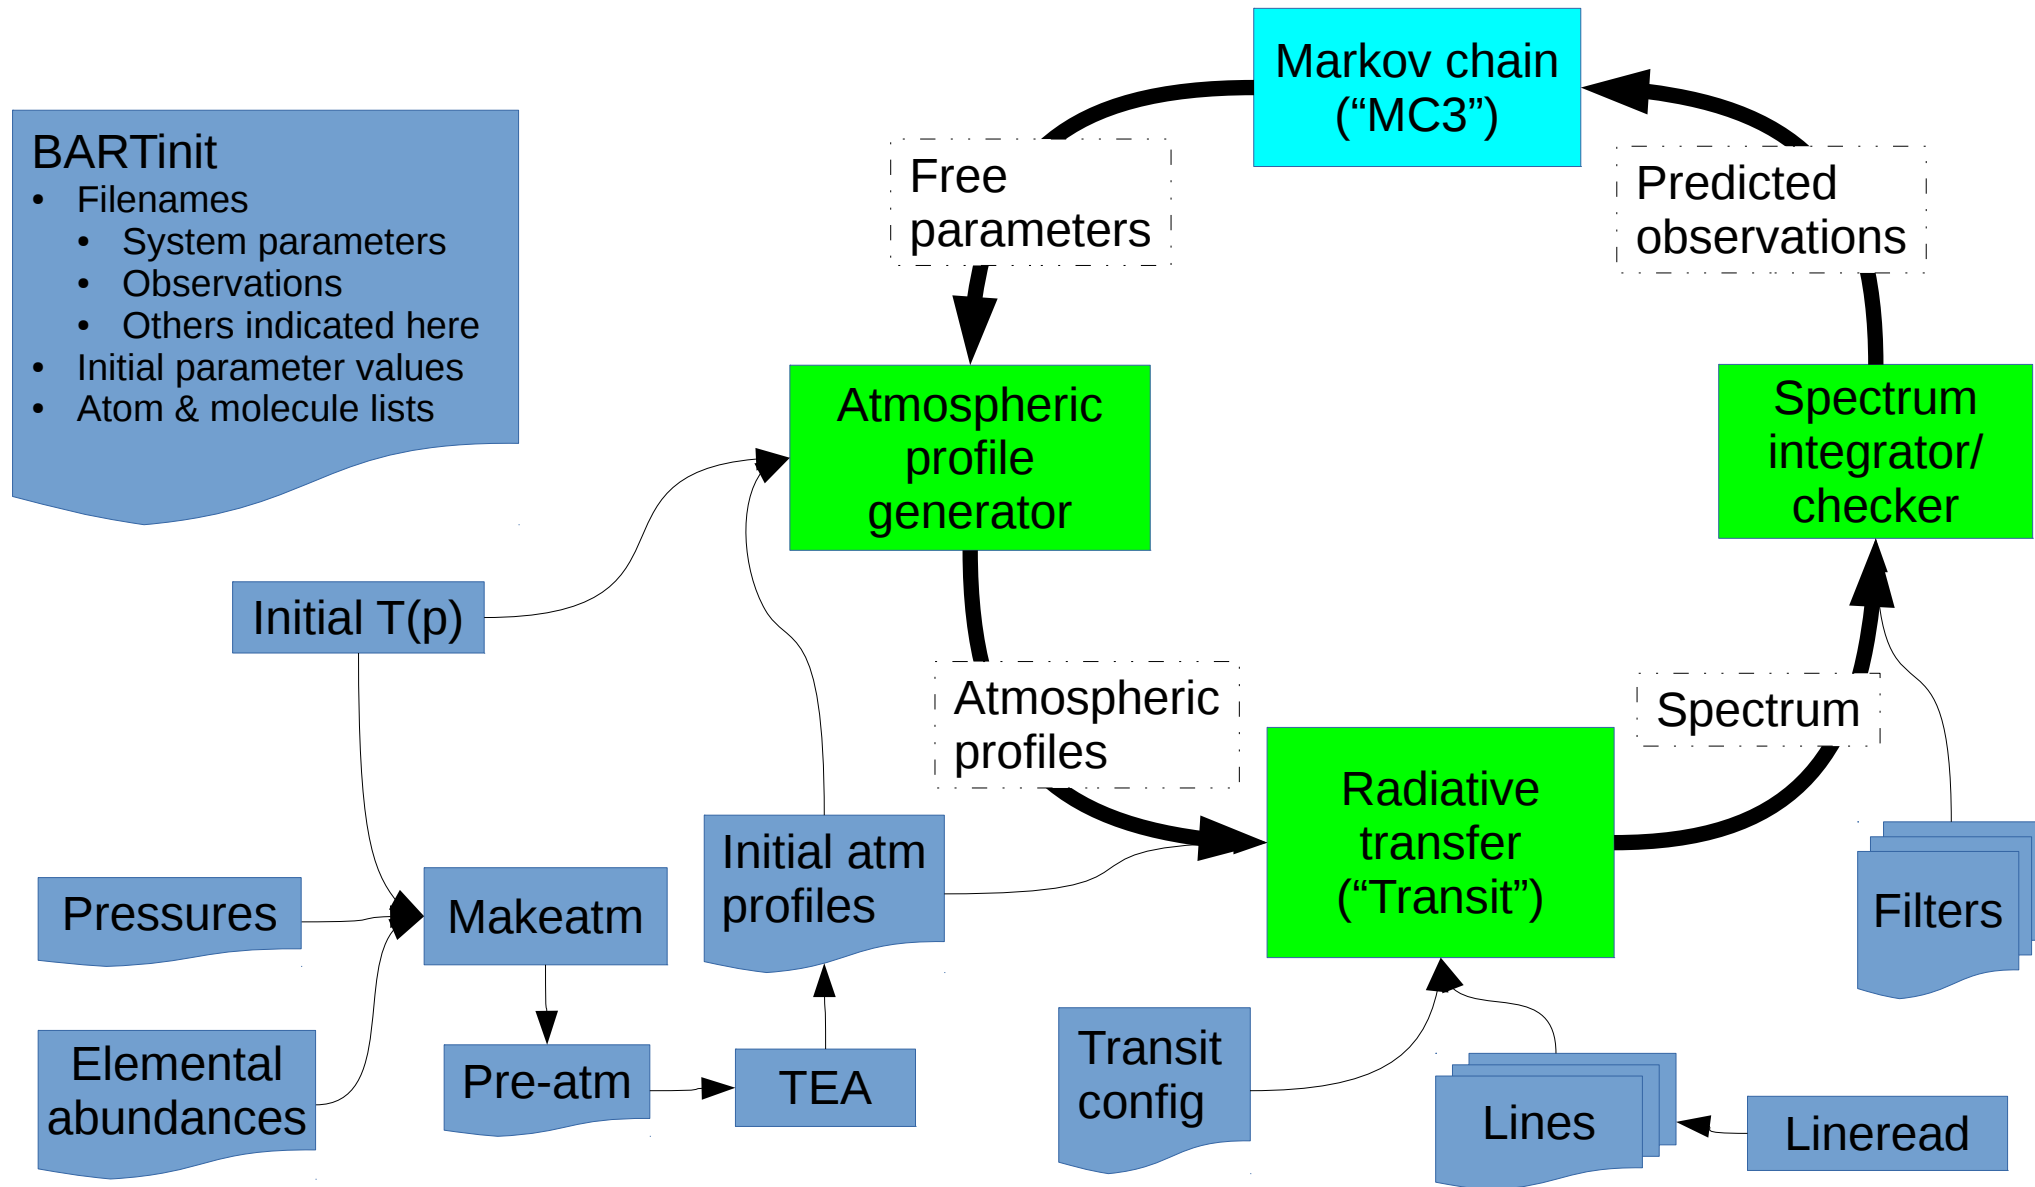 Markov chain
(“MC3”)
BARTinit
• Filenames
• System parameters
• Observations
• Others indicated here
• Initial parameter values
• Atom & molecule lists
Free
parameters
Predicted
observations
Atmospheric
profile
generator
Spectrum
integrator/
checker
Initial T(p)
Atmospheric
profiles
Spectrum
Radiative
transfer
(“Transit”)
Initial atm
profiles
Pressures
Makeatm
Filters
Elemental
abundances
Pre-atm
TEA
Transit
config
Lines
Lineread